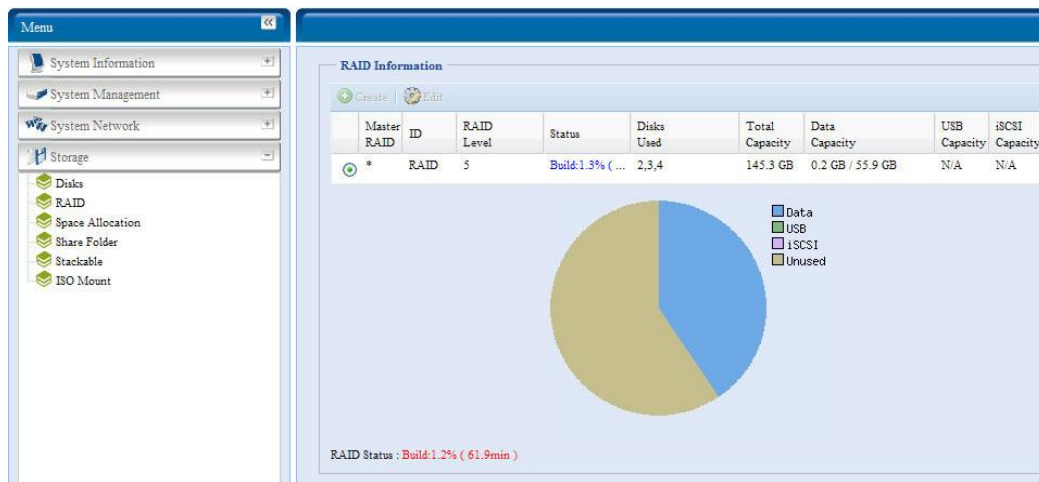 Menu
System Information
System Management
System Network
Storage
Disks
RAID
Space Allocation
Share Folder
Stackable
ISO Mount
RAID Information
Create | Edit
Master RAID ID RAID Level Status Disks Used Total Capacity Data Capacity USB Capacity iSCSI Capacity
* RAID 5 Build:1.3% ( ... 2,3,4 145.3 GB 0.2 GB / 55.9 GB N/A N/A
Data
USB
iSCSI
Unused
RAID Status : Build:1.2% ( 61.9min )